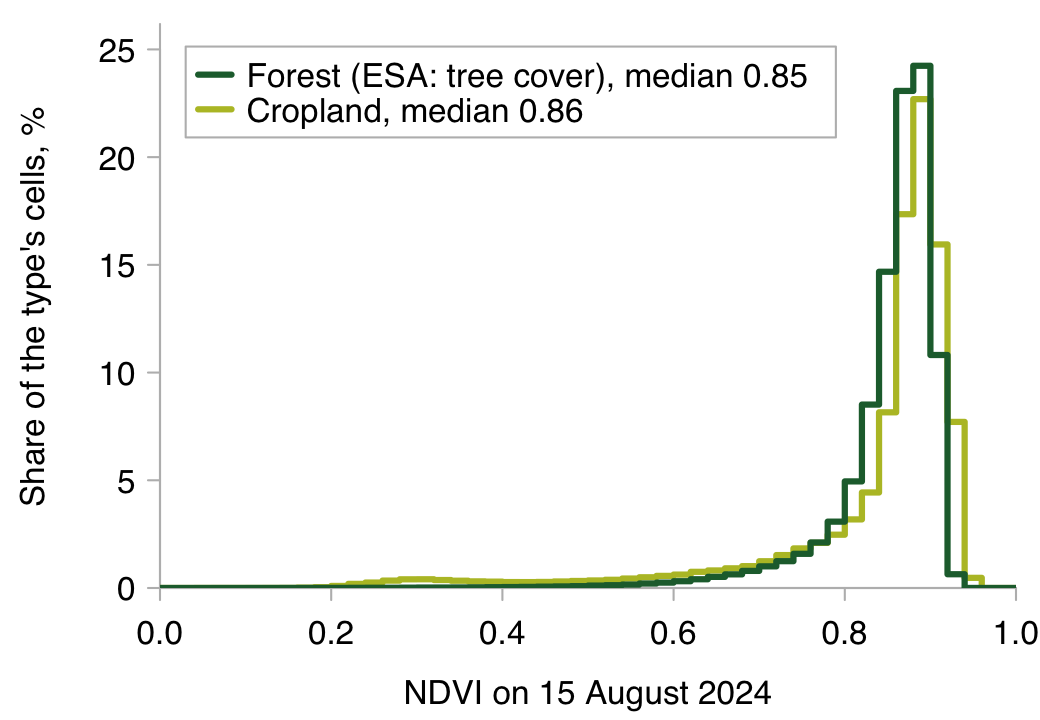 25
20
15
10
5
0
Share of the type's cells, %
Forest (ESA: tree cover), median 0.85
Cropland, median 0.86
0.0 0.2 0.4 0.6 0.8 1.0
NDVI on 15 August 2024